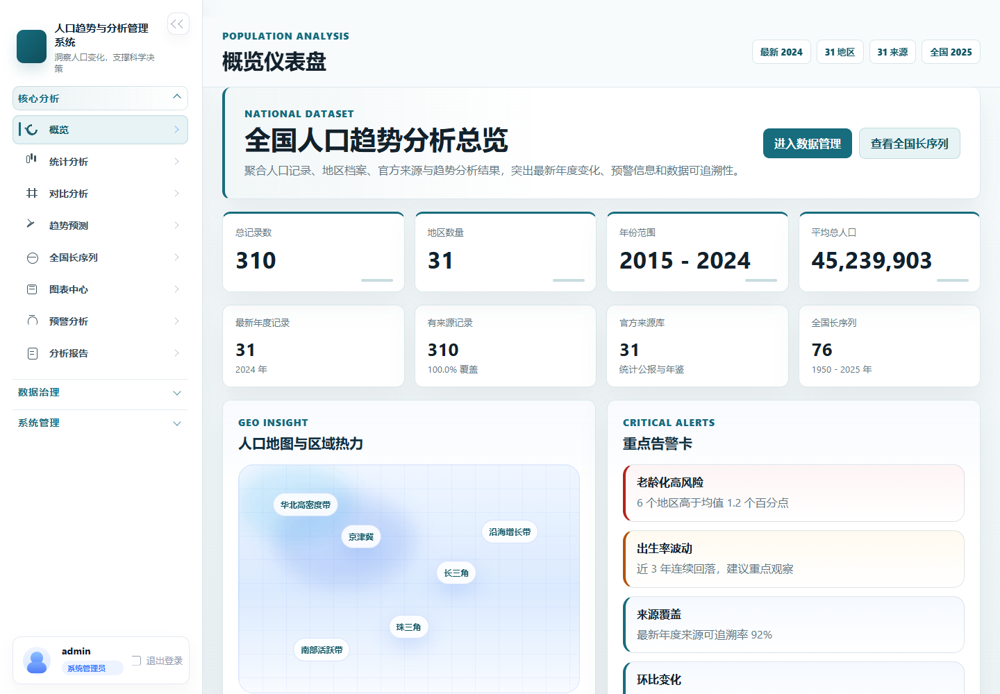 人口趋势与分析管理
系统
洞察人口变化，支撑科学决
策
核心分析
概览
统计分析
对比分析
趋势预测
全国长序列
图表中心
预警分析
分析报告
数据治理
系统管理
admin
系统管理员
退出登录
POPULATION ANALYSIS
概览仪表盘
最新 2024
31 地区
31 来源
全国 2025
NATIONAL DATASET
全国人口趋势分析总览
聚合人口记录、地区档案、官方来源与趋势分析结果，突出最新年度变化、预警信息和数据可追溯性。
进入数据管理
查看全国长序列
总记录数
310
地区数量
31
年份范围
2015 - 2024
平均总人口
45,239,903
最新年度记录
31
2024 年
有来源记录
310
100.0% 覆盖
官方来源库
31
统计公报与年鉴
全国长序列
76
1950 - 2025 年
GEO INSIGHT
人口地图与区域热力
华北高密度带
京津冀
沿海增长带
长三角
珠三角
南部活跃带
CRITICAL ALERTS
重点告警卡
老龄化高风险
6 个地区高于均值 1.2 个百分点
出生率波动
近 3 年连续回落，建议重点观察
来源覆盖
最新年度来源可追溯率 92%
环比变化